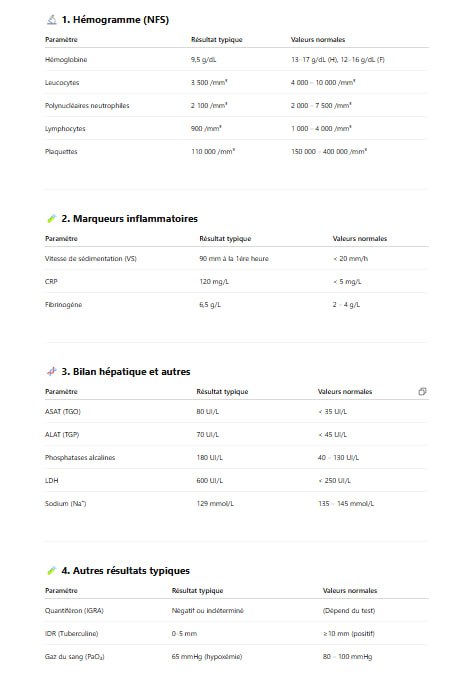 1. Hémogramme (NFS)
Paramètre Résultat typique Valeurs normales
Hémoglobine 9,5 g/dL 13–17 g/dL (H), 12–16 g/dL (F)
Leucocytes 3 500 /mm³ 4 000 – 10 000 /mm³
Polynucléaires neutrophiles 2 100 /mm³ 2 000 – 7 500 /mm³
Lymphocytes 900 /mm³ 1 000 – 4 000 /mm³
Plaquettes 110 000 /mm³ 150 000 – 400 000 /mm³
2. Marqueurs inflammatoires
Paramètre Résultat typique Valeurs normales
Vitesse de sédimentation (VS) 90 mm à la 1ère heure < 20 mm/h
CRP 120 mg/L < 5 mg/L
Fibrinogène 6,5 g/L 2 – 4 g/L
3. Bilan hépatique et autres
Paramètre Résultat typique Valeurs normales
ASAT (TGO) 80 UI/L < 35 UI/L
ALAT (TGP) 70 UI/L < 45 UI/L
Phosphatases alcalines 180 UI/L 40 – 130 UI/L
LDH 600 UI/L < 250 UI/L
Sodium (Na⁺) 129 mmol/L 135 – 145 mmol/L
4. Autres résultats typiques
Paramètre Résultat typique Valeurs normales
Quantiféron (IGRA) Négatif ou indéterminé (Dépend du test)
IDR (Tuberculine) 0–5 mm ≥ 10 mm (positif)
Gaz du sang (PaO₂) 65 mmHg (hypoxémie) 80 – 100 mmHg